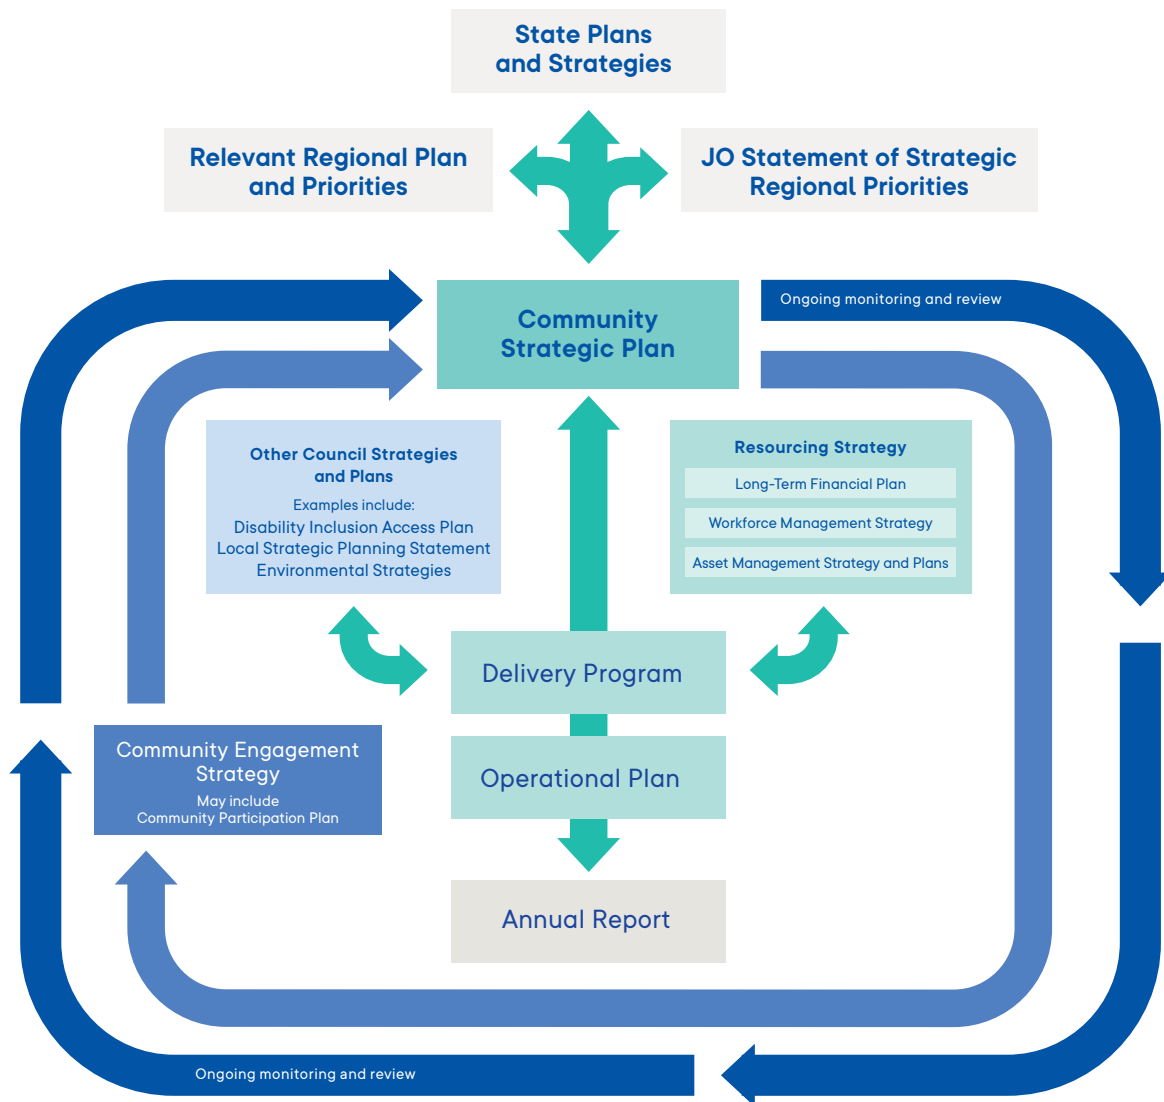 State Plans
and Strategies
Relevant Regional Plan
and Priorities
JO Statement of Strategic
Regional Priorities
Community
Strategic Plan
Ongoing monitoring and review
Other Council Strategies
and Plans
Examples include:
Disability Inclusion Access Plan
Local Strategic Planning Statement
Environmental Strategies
Resourcing Strategy
Long-Term Financial Plan
Workforce Management Strategy
Asset Management Strategy and Plans
Delivery Program
Community Engagement
Strategy
May include
Community Participation Plan
Operational Plan
Annual Report
Ongoing monitoring and review